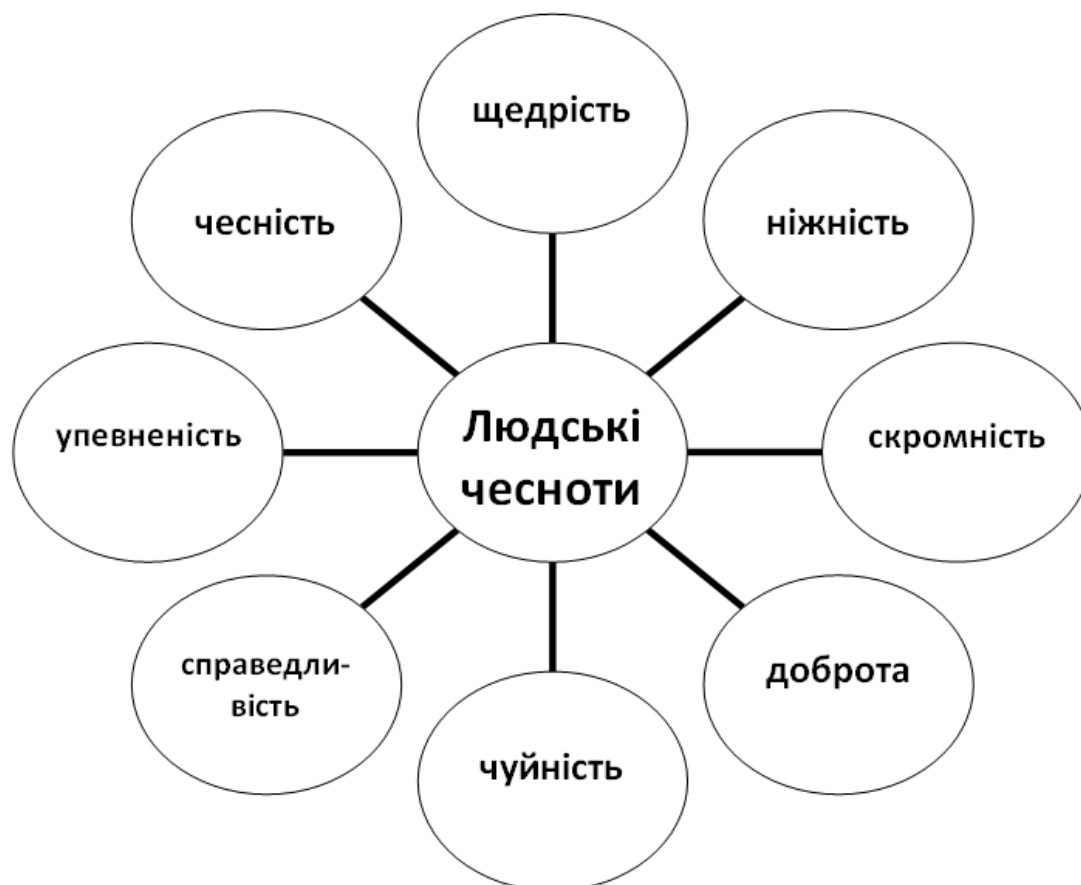 щедрість
чесність
ніжність
Людські
чесноти
упевненість
скромність
справедли-
вість
доброта
чуйність